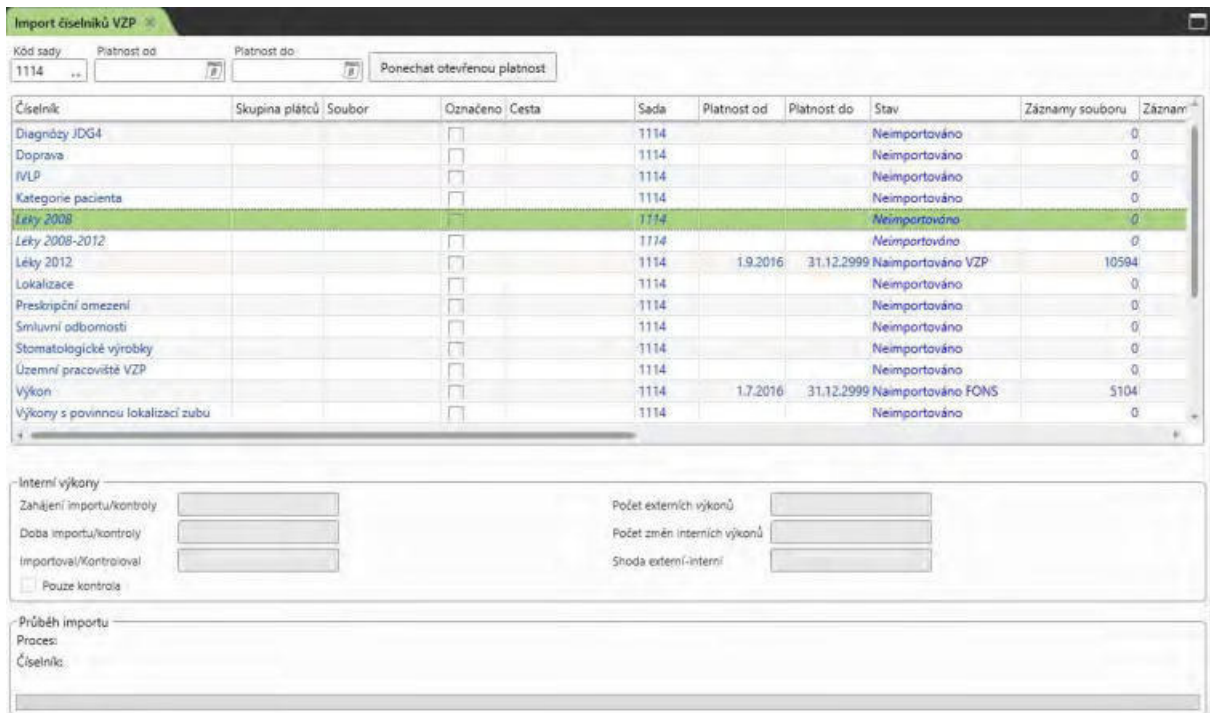 Import číselníků VZP
Kód sady Platnost od Platnost do
1114 .. Ponechat otevřenou platnost
Číselník Skupina plátců Soubor Označeno Cesta Sada Platnost od Platnost do Stav Záznamy souboru Záznam
Diagnózy JDG4 1114 Neimportováno 0
Doprava 1114 Neimportováno 0
IVLP 1114 Neimportováno 0
Kategorie pacienta 1114 Neimportováno 0
Léky 2008 1114 Neimportováno 0
Léky 2008-2012 1114 Neimportováno 0
Léky 2012 1114 1.9.2016 31.12.2999 Naimportováno VZP 10594
Lokalizace 1114 Neimportováno 0
Preskripční omezení 1114 Neimportováno 0
Smluvní odbornosti 1114 Neimportováno 0
Stomatologické výrobky 1114 Neimportováno 0
Územní pracoviště VZP 1114 Neimportováno 0
Výkon 1114 1.7.2016 31.12.2999 Naimportováno FONS 5104
Výkony s povinnou lokalizací zubu 1114 Neimportováno 0
Interní výkony
Zahájení importu/kontroly Počet externích výkonů
Doba importu/kontroly Počet změn interních výkonů
Importoval/Kontroloval Shoda externí-interní
Pouze kontrola
Průběh importu
Proces:
Číselník: